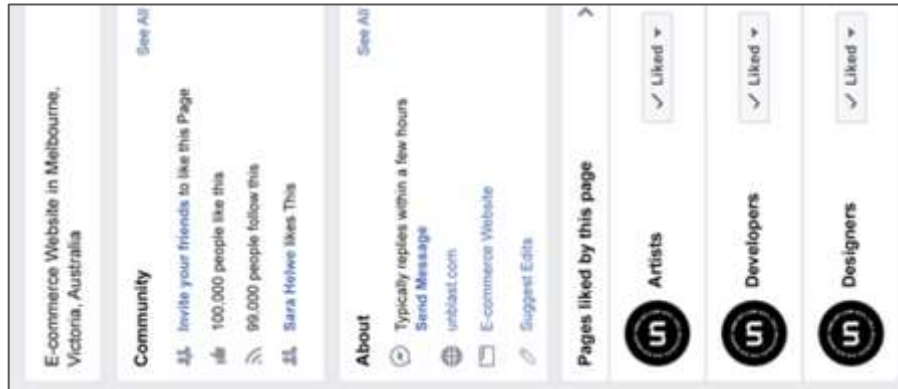 E-commerce Website in Melbourne,
Victoria, Australia
Community
See All
Invite your friends to like this Page
100,000 people like this
99,000 people follow this
Sara Helwe likes This
About
See All
Typically replies within a few hours
Send Message
unblast.com
E-commerce Website
Suggest Edits
Pages liked by this page
Artists
Liked
Developers
Liked
Designers
Liked